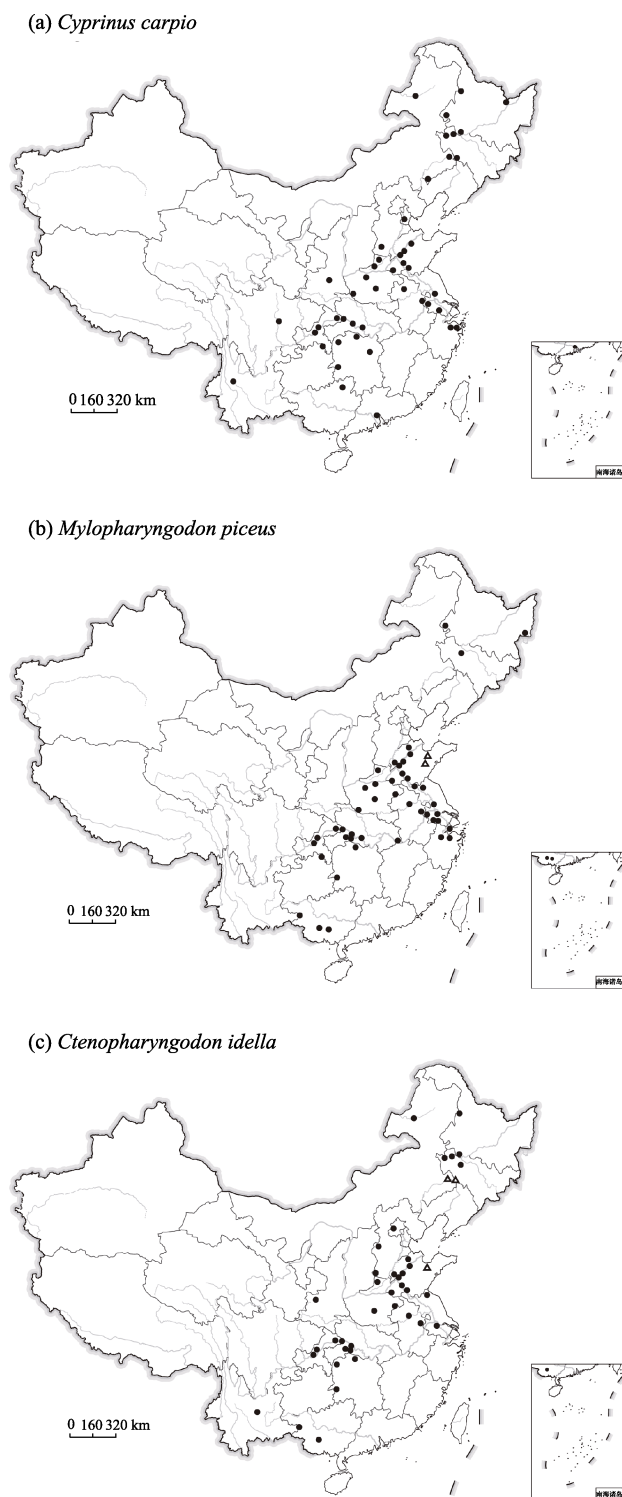 (a) Cyprinus carpio
0 160 320 km
南海诸岛
(b) Mylopharyngodon piceus
0 160 320 km
南海诸岛
(c) Ctenopharyngodon idella
0 160 320 km
南海诸岛